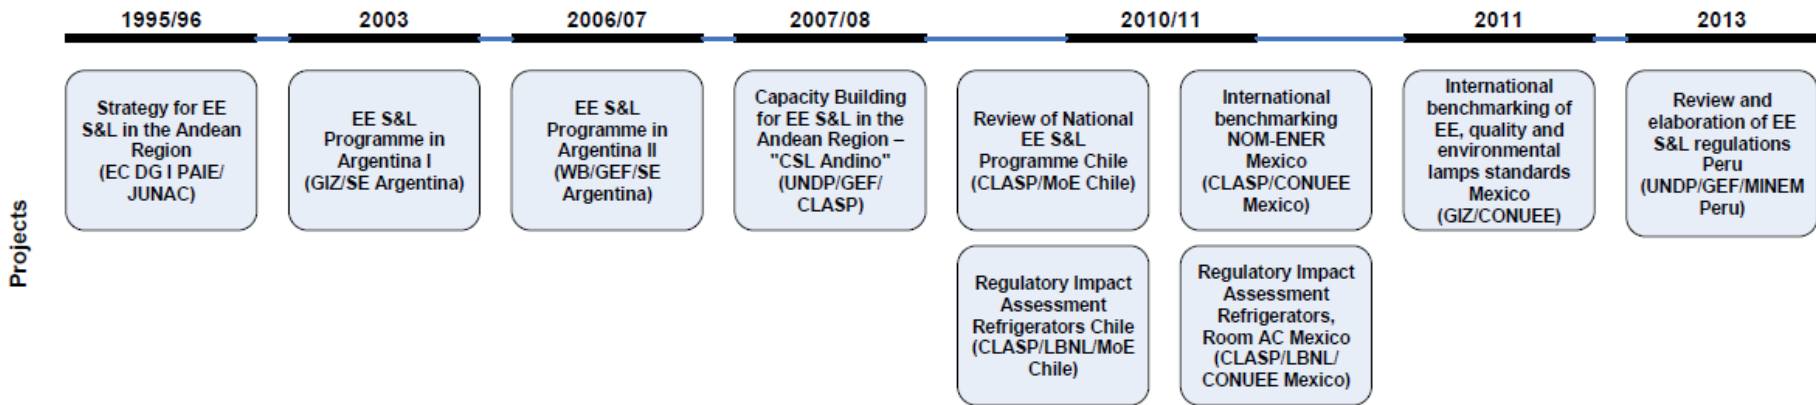 1995/96
2003
2006/07
2007/08
2010/11
2011
2013
Projects
Strategy for EE
S&L in the Andean
Region
(EC DG I PAIE/
JUNAC)
EE S&L
Programme in
Argentina I
(GIZ/SE Argentina)
EE S&L
Programme in
Argentina II
(WB/GEF/SE
Argentina)
Capacity Building
for EE S&L in the
Andean Region –
"CSL Andino"
(UNDP/GEF/
CLASP)
Review of National
EE S&L
Programme Chile
(CLASP/MoE Chile)
International
benchmarking
NOM-ENER
Mexico
(CLASP/CONUEE
Mexico)
International
benchmarking of
EE, quality and
environmental
lamps standards
Mexico
(GIZ/CONUEE)
Review and
elaboration of EE
S&L regulations
Peru
(UNDP/GEF/MINEM
Peru)
Regulatory Impact
Assessment
Refrigerators Chile
(CLASP/LBNL/MoE
Chile)
Regulatory Impact
Assessment
Refrigerators,
Room AC Mexico
(CLASP/LBNL/
CONUEE Mexico)